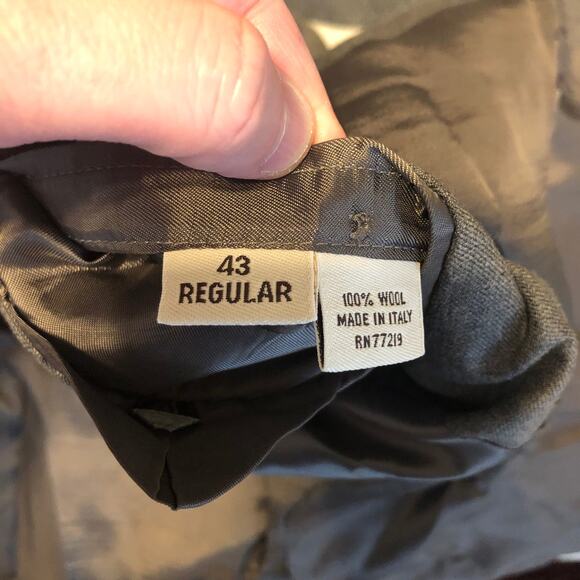 43
REGULAR
100% WOOL
MADE IN ITALY
RN77219